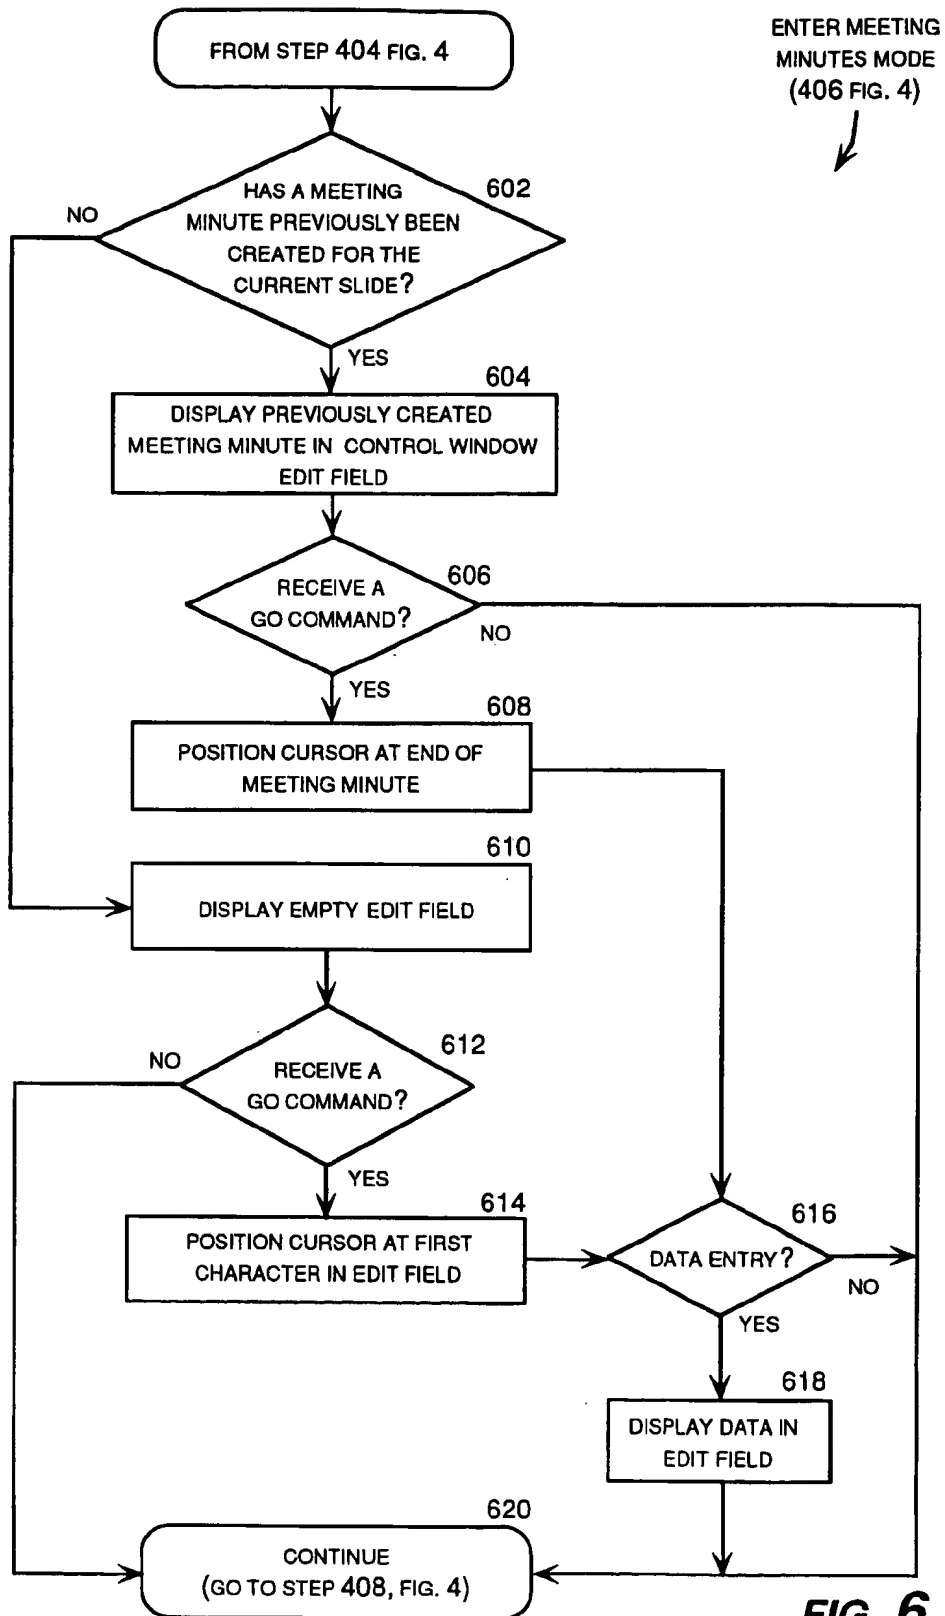 FROM STEP 404 FIG. 4
ENTER MEETING
MINUTES MODE
(406 FIG. 4)
602
HAS A MEETING
MINUTE PREVIOUSLY BEEN
CREATED FOR THE
CURRENT SLIDE?
NO
YES
604
DISPLAY PREVIOUSLY CREATED
MEETING MINUTE IN CONTROL WINDOW
EDIT FIELD
606
RECEIVE A
GO COMMAND?
NO
YES
608
POSITION CURSOR AT END OF
MEETING MINUTE
610
DISPLAY EMPTY EDIT FIELD
612
NO
RECEIVE A
GO COMMAND?
YES
614
POSITION CURSOR AT FIRST
CHARACTER IN EDIT FIELD
616
DATA ENTRY?
NO
YES
618
DISPLAY DATA IN
EDIT FIELD
620
CONTINUE
(GO TO STEP 408, FIG. 4)
FIG. 6